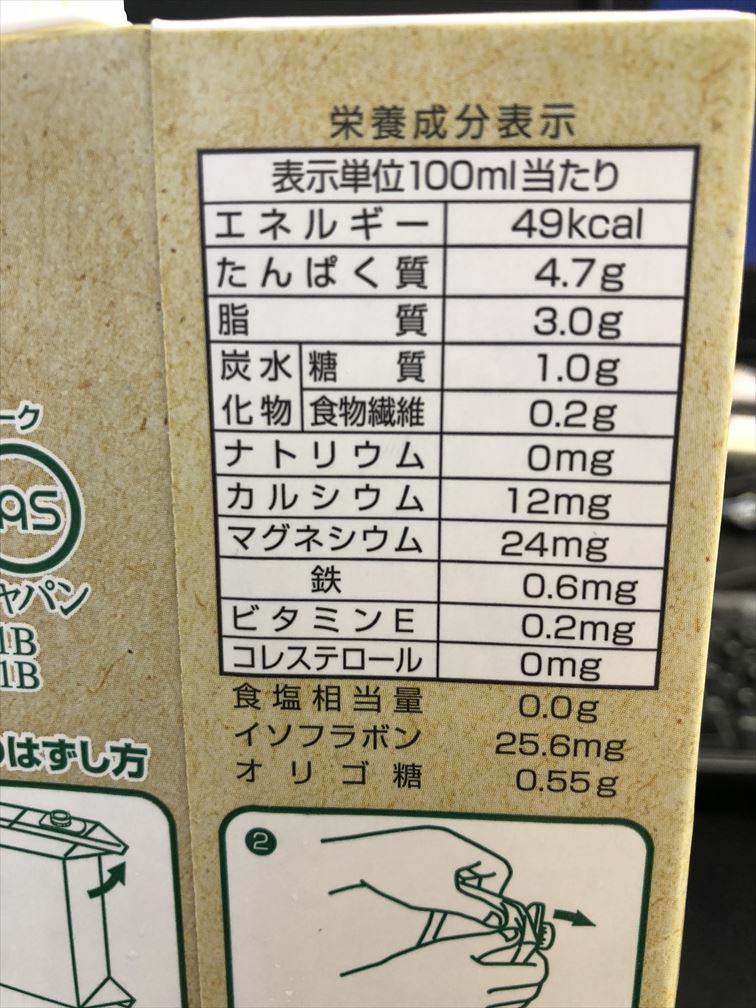 栄養成分表示
表示単位100ml当たり
エネルギー 49kcal
たんぱく質 4.7g
脂質 3.0g
炭水化物 糖質 1.0g
食物繊維 0.2g
ナトリウム 0mg
カルシウム 12mg
マグネシウム 24mg
鉄 0.6mg
ビタミンE 0.2mg
コレステロール 0mg
食塩相当量 0.0g
イソフラボン 25.6mg
オリゴ糖 0.55g
ーク
AS
ャパン
1B
1B
はずし方
2